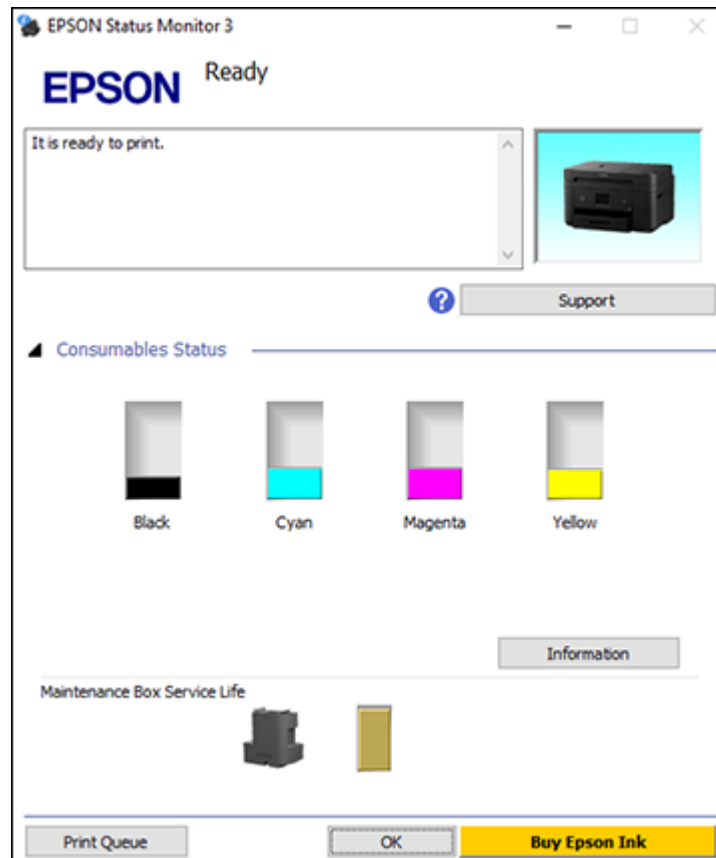 EPSON Status Monitor 3
EPSON
Ready
It is ready to print.
?
Support
Consumables Status
Black Cyan Magenta Yellow
Information
Maintenance Box Service Life
Print Queue OK Buy Epson Ink